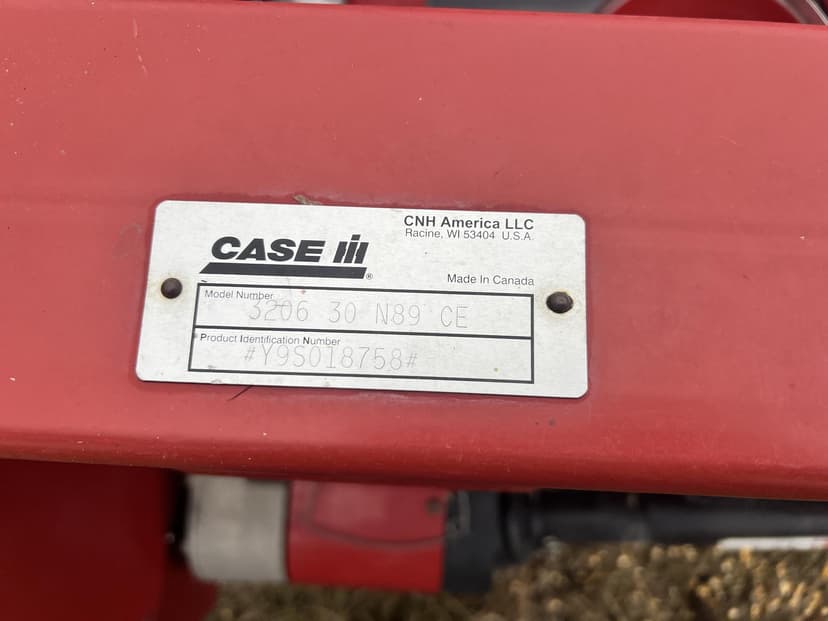 CNH America LLC
Racine, WI 53404 U.S.A.
CASE IH
®
Made In Canada
Model Number
3206 30 N89 CE
Product Identification Number
#Y9S018758#